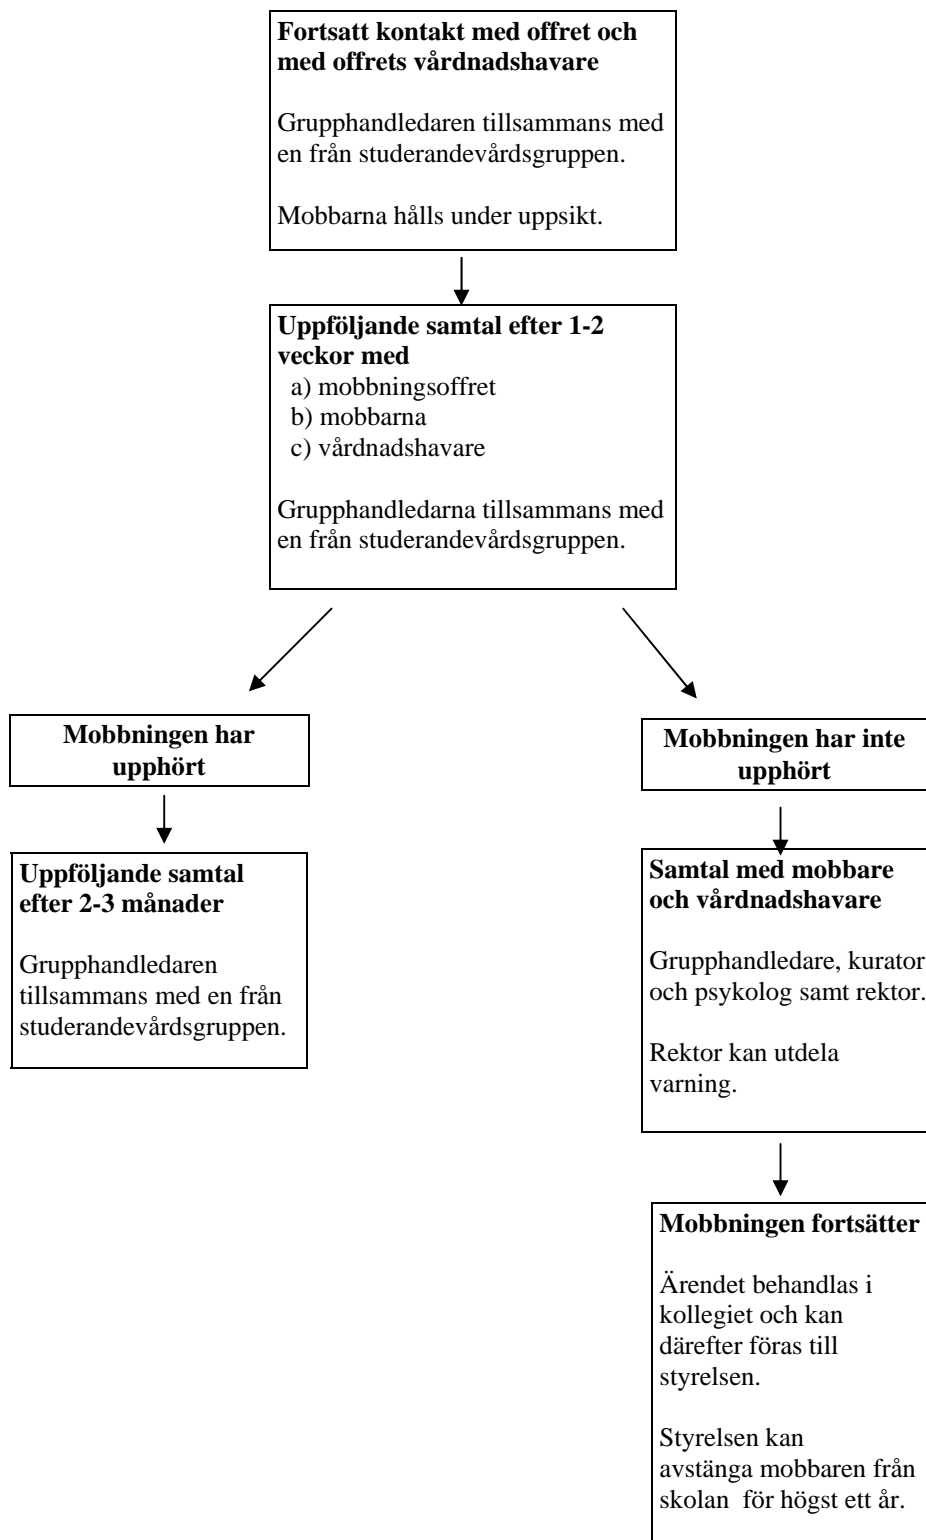 Fortsatt kontakt med offret och
med offrets vårdnadshavare
Grupphandledaren tillsammans med
en från studerandevårdsgruppen.
Mobbarna hålls under uppsikt.
Uppföljande samtal efter 1-2
veckor med
a) mobbningsoffret
b) mobbarna
c) vårdnadshavare
Grupphandledarna tillsammans med
en från studerandevårdsgruppen.
Mobbningen har
upphört
Uppföljande samtal
efter 2-3 månader
Grupphandledaren
tillsammans med en från
studerandevårdsgruppen.
Mobbningen har inte
upphört
Samtal med mobbare
och vårdnadshavare
Grupphandledare, kurator
och psykolog samt rektor.
Rektor kan utdela
varning.
Mobbningen fortsätter
Ärendet behandlas i
kollegiet och kan
därefter föras till
styrelsen.
Styrelsen kan
avstänga mobbaren från
skolan för högst ett år.